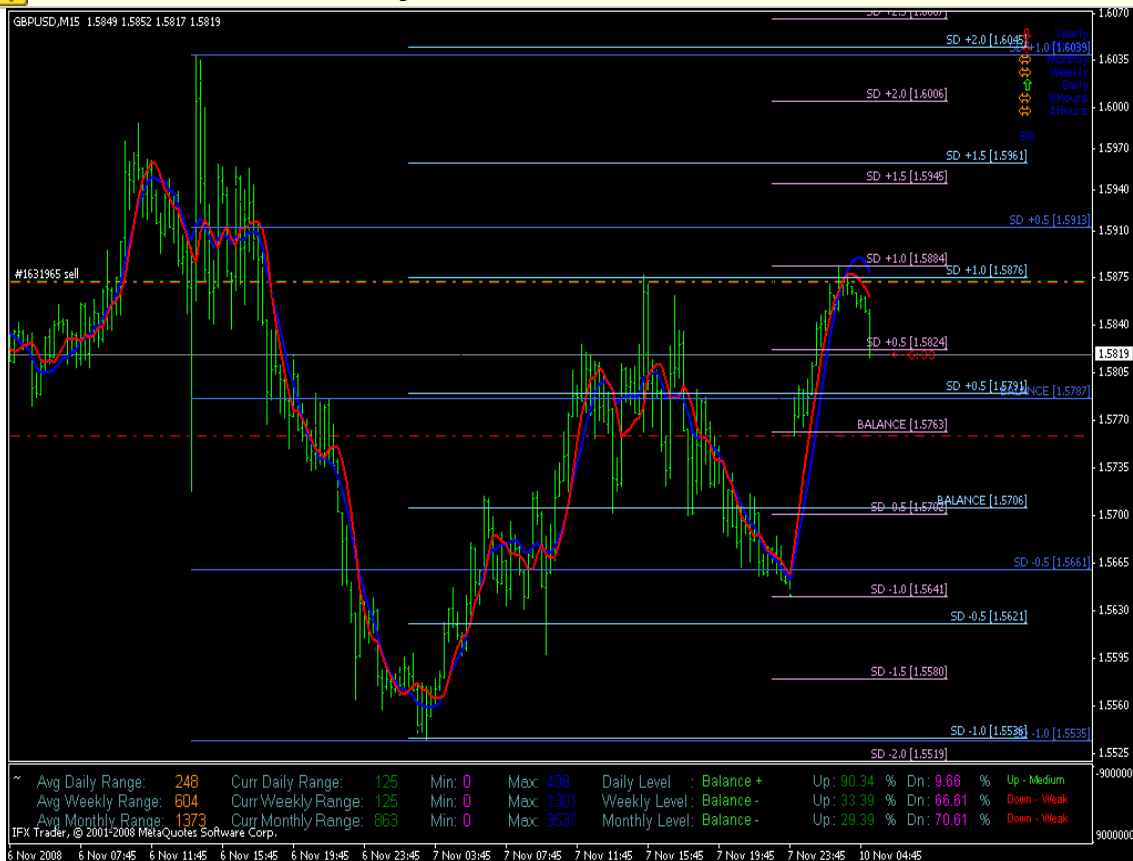 GBPUSD,M15 1.5849 1.5852 1.5817 1.5819
SD +2.0 [1.6045]
SD +1.0 [1.6039]
SD +2.0 [1.6006]
SD +1.5 [1.5961]
SD +1.5 [1.5945]
SD +0.5 [1.5913]
SD +1.0 [1.5884]
SD +1.0 [1.5876]
#1631965 sell
SD +0.5 [1.5824]
SD +0.5 [1.5791]
BALANCE [1.5787]
BALANCE [1.5763]
BALANCE [1.5706]
SD -0.5 [1.5702]
SD -0.5 [1.5661]
SD -1.0 [1.5641]
SD -0.5 [1.5621]
SD -1.5 [1.5580]
SD -1.0 [1.5536]
SD -1.0 [1.5535]
SD -2.0 [1.5519]
Yearly
Monthly
Weekly
Daily
8Hours
4Hours
1.6070
1.6035
1.6000
1.5970
1.5940
1.5910
1.5875
1.5840
1.5819
1.5805
1.5770
1.5735
1.5700
1.5665
1.5630
1.5595
1.5560
1.5525
~ Avg Daily Range: 248 Curr Daily Range: 125 Min: 0 Max: 498 Daily Level : Balance + Up: 90.34 % Dn: 9.66 % Up - Medium
Avg Weekly Range: 604 Curr Weekly Range: 125 Min: 0 Max: 1301 Weekly Level: Balance - Up: 33.39 % Dn: 66.61 % Down - Weak
Avg Monthly Range: 1373 Curr Monthly Range: 863 Min: 0 Max: 3537 Monthly Level: Balance - Up: 29.39 % Dn: 70.61 % Down - Weak
IFX Trader, © 2001-2008 MetaQuotes Software Corp.
-900000
9000000
6 Nov 2008 6 Nov 07:45 6 Nov 11:45 6 Nov 15:45 6 Nov 19:45 6 Nov 23:45 7 Nov 03:45 7 Nov 07:45 7 Nov 11:45 7 Nov 15:45 7 Nov 19:45 7 Nov 23:45 10 Nov 04:45